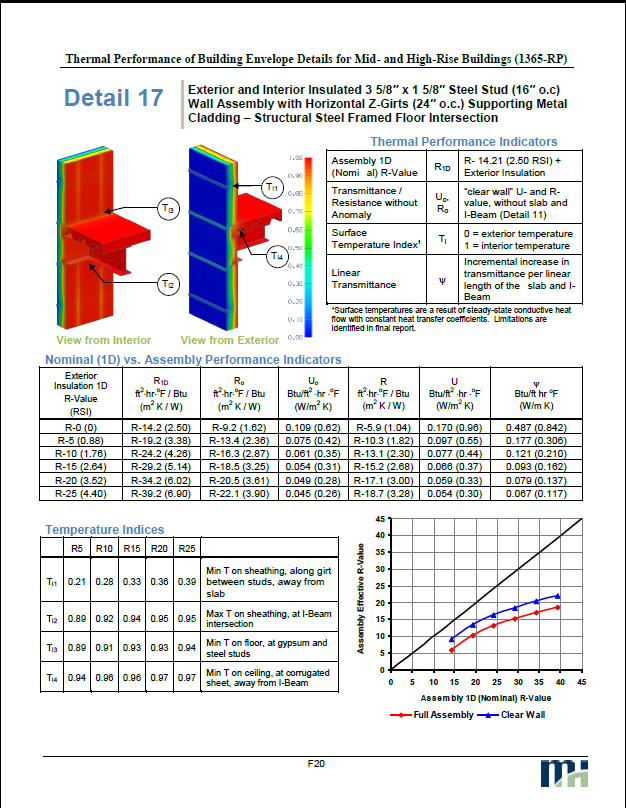 Thermal Performance of Building Envelope Details for Mid- and High-Rise Buildings (1365-RP)
Detail 17
Exterior and Interior Insulated 3 5/8″ x 1 5/8″ Steel Stud (16″ o.c)
Wall Assembly with Horizontal Z-Girts (24″ o.c.) Supporting Metal
Cladding – Structural Steel Framed Floor Intersection
View from Interior
View from Exterior
Ti3
Ti2
Ti1
Ti4
1.00
0.90
0.80
0.70
0.60
0.50
0.40
0.30
0.20
0.10
0.00
Thermal Performance Indicators
Assembly 1D (Nomi al) R-Value R1D R- 14.21 (2.50 RSI) + Exterior Insulation
Transmittance / Resistance without Anomaly Uo, Ro "clear wall" U- and R-value, without slab and I-Beam (Detail 11)
Surface Temperature Index¹ Ti 0 = exterior temperature 1 = interior temperature
Linear Transmittance ψ Incremental increase in transmittance per linear length of the slab and I-Beam
¹Surface temperatures are a result of steady-state conductive heat
flow with constant heat transfer coefficients. Limitations are
identified in final report.
Nominal (1D) vs. Assembly Performance Indicators
Exterior Insulation 1D R-Value (RSI) R1D ft²·hr·ºF / Btu (m² K / W) Ro ft²·hr·ºF / Btu (m² K / W) Uo Btu/ft² ·hr ·ºF (W/m² K) R ft²·hr·ºF / Btu (m² K / W) U Btu/ft² ·hr ·ºF (W/m² K) ψ Btu/ft hr ºF (W/m K)
R-0 (0) R-14.2 (2.50) R-9.2 (1.62) 0.109 (0.62) R-5.9 (1.04) 0.170 (0.96) 0.487 (0.842)
R-5 (0.88) R-19.2 (3.38) R-13.4 (2.36) 0.075 (0.42) R-10.3 (1.82) 0.097 (0.55) 0.177 (0.306)
R-10 (1.76) R-24.2 (4.26) R-16.3 (2.87) 0.061 (0.35) R-13.1 (2.30) 0.077 (0.44) 0.121 (0.210)
R-15 (2.64) R-29.2 (5.14) R-18.5 (3.25) 0.054 (0.31) R-15.2 (2.68) 0.066 (0.37) 0.093 (0.162)
R-20 (3.52) R-34.2 (6.02) R-20.5 (3.61) 0.049 (0.28) R-17.1 (3.00) 0.059 (0.33) 0.079 (0.137)
R-25 (4.40) R-39.2 (6.90) R-22.1 (3.90) 0.045 (0.26) R-18.7 (3.28) 0.054 (0.30) 0.067 (0.117)
Temperature Indices
R5 R10 R15 R20 R25
Ti1 0.21 0.28 0.33 0.36 0.39 Min T on sheathing, along girt between studs, away from slab
Ti2 0.89 0.92 0.94 0.95 0.95 Max T on sheathing, at I-Beam intersection
Ti3 0.89 0.91 0.93 0.93 0.94 Min T on floor, at gypsum and steel studs
Ti4 0.94 0.96 0.96 0.97 0.97 Min T on ceiling, at corrugated sheet, away from I-Beam
Assembly Effective R-Value
45
40
35
30
25
20
15
10
5
0
0 5 10 15 20 25 30 35 40 45
Assembly 1D (Nominal) R-Value
Full Assembly Clear Wall
F20
mh